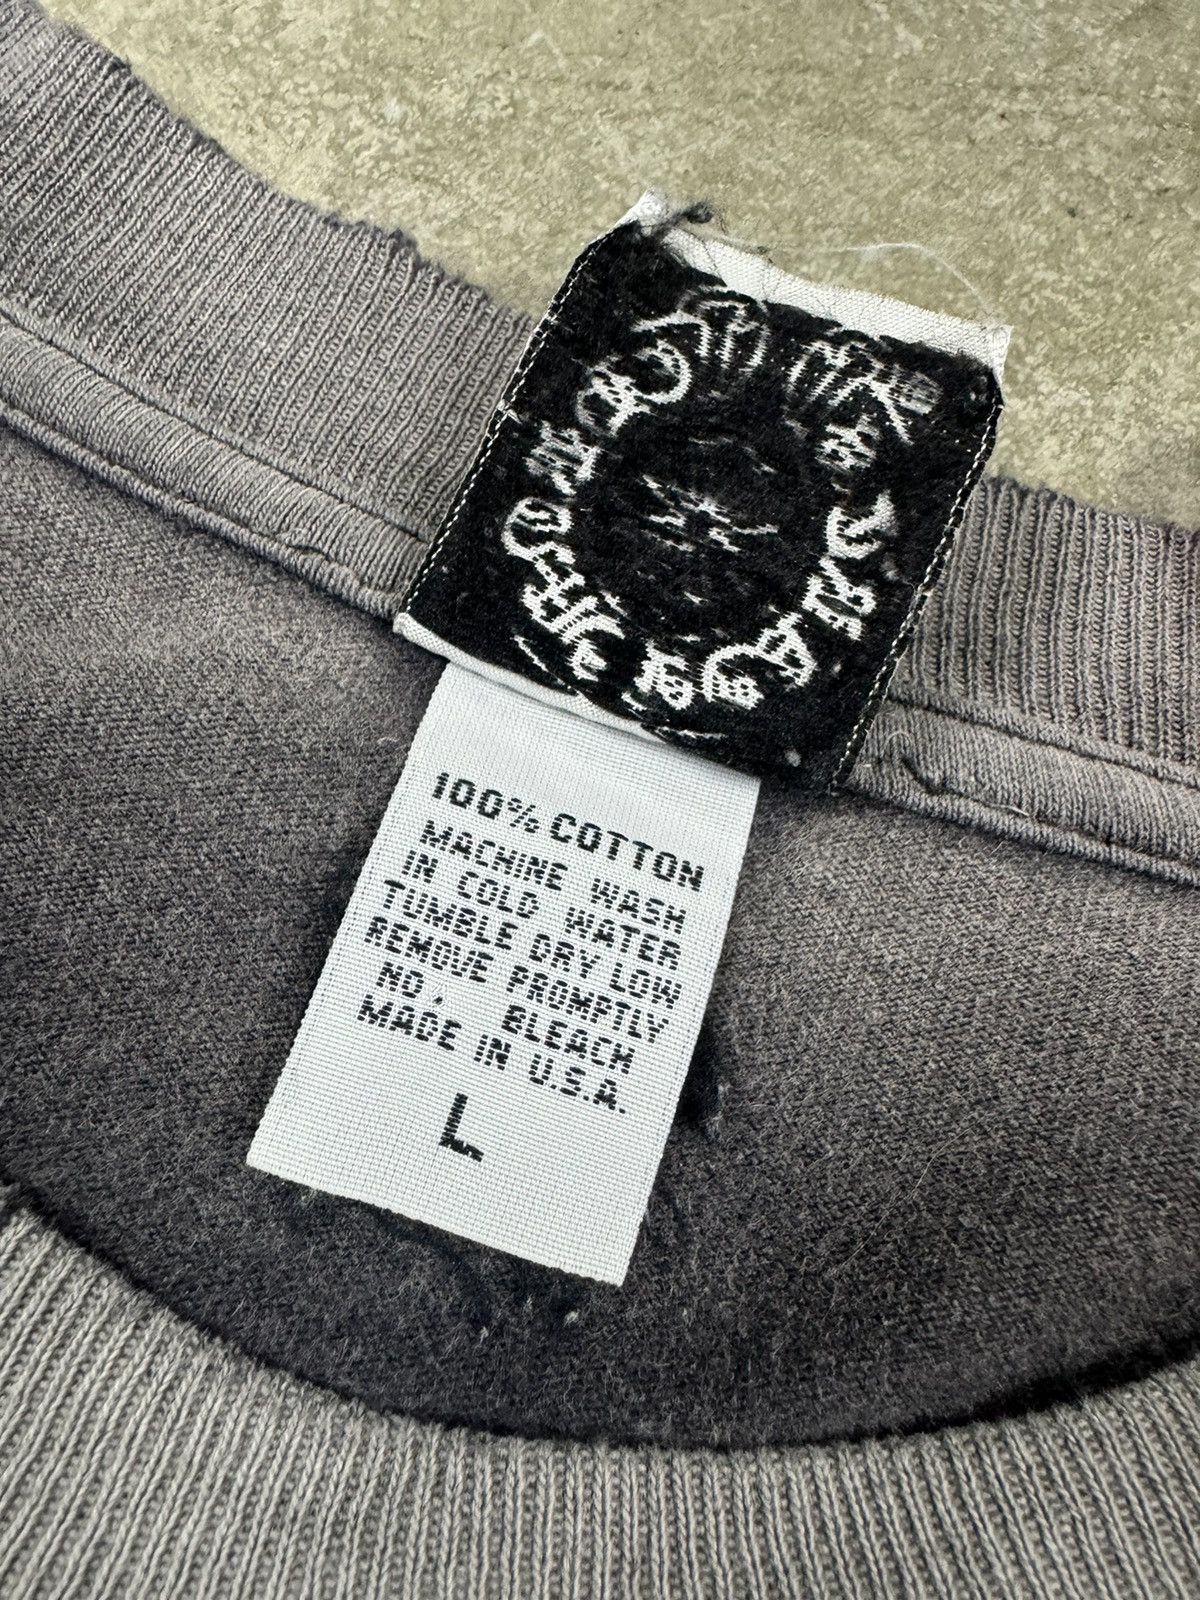 100% COTTON
MACHINE WASH
IN COLD WATER
TUMBLE DRY LOW
REMOVE PROMPTLY
NO. BLEACH
MADE IN U.S.A.
L